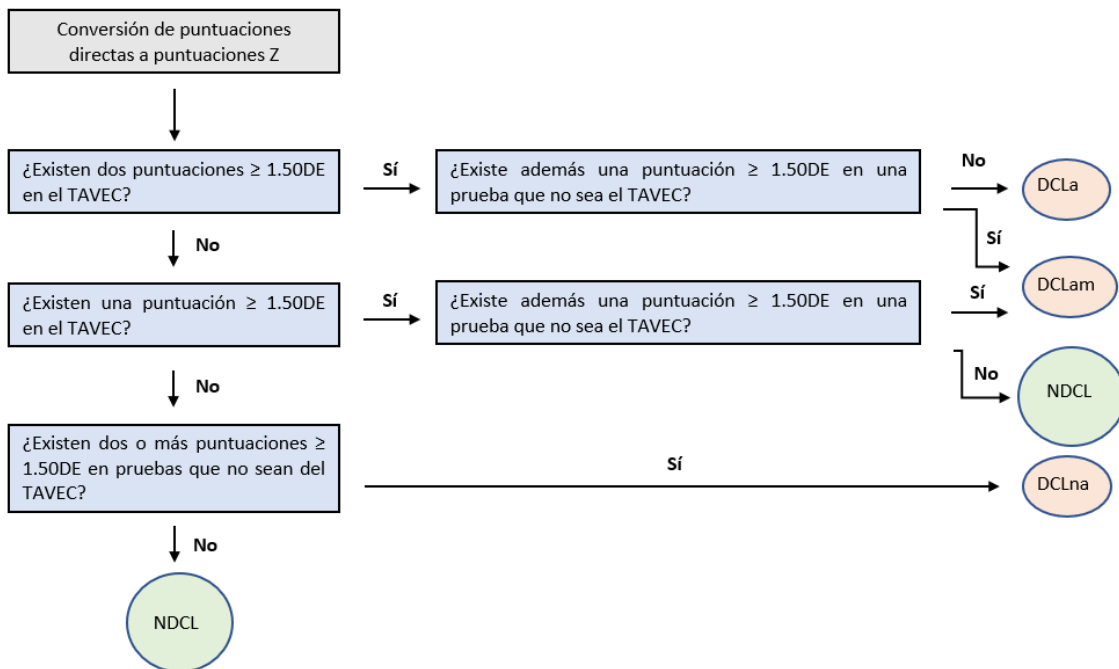 Conversión de puntuaciones
directas a puntuaciones Z
¿Existen dos puntuaciones ≥ 1.50DE
en el TAVEC?
Sí
¿Existe además una puntuación ≥ 1.50DE en una
prueba que no sea el TAVEC?
No
DCLa
Sí
No
DCLam
¿Existen una puntuación ≥ 1.50DE
en el TAVEC?
Sí
¿Existe además una puntuación ≥ 1.50DE en una
prueba que no sea el TAVEC?
Sí
No
NDCL
No
¿Existen dos o más puntuaciones ≥
1.50DE en pruebas que no sean del
TAVEC?
Sí
DCLna
No
NDCL